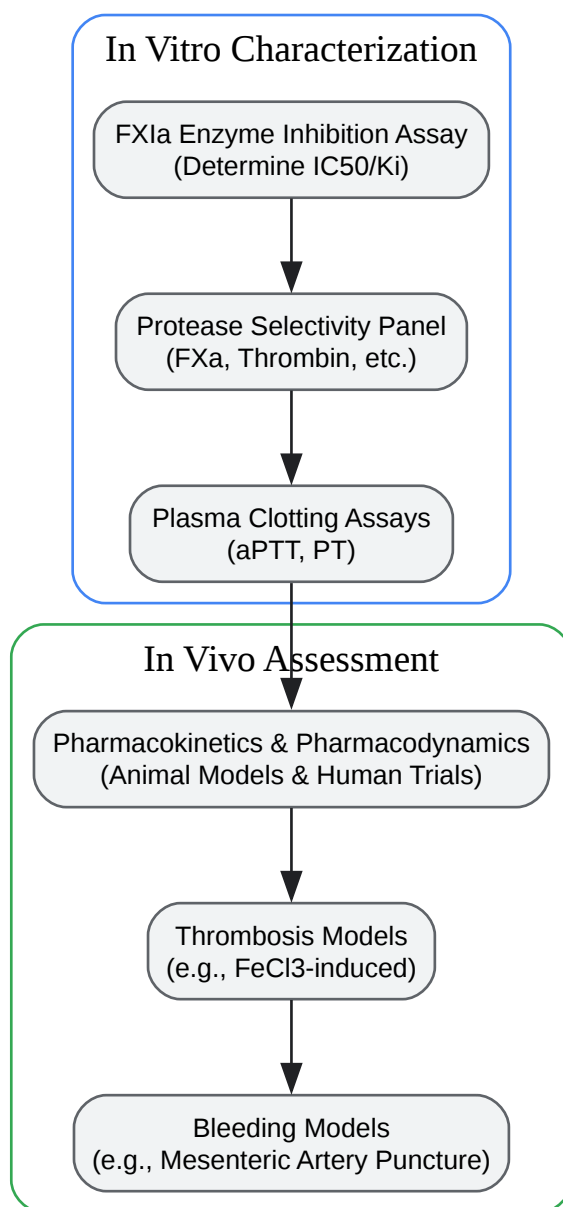 In Vitro Characterization
FXIa Enzyme Inhibition Assay
(Determine IC50/Ki)
Protease Selectivity Panel
(FXa, Thrombin, etc.)
Plasma Clotting Assays
(aPTT, PT)
In Vivo Assessment
Pharmacokinetics & Pharmacodynamics
(Animal Models & Human Trials)
Thrombosis Models
(e.g., FeCl3-induced)
Bleeding Models
(e.g., Mesenteric Artery Puncture)